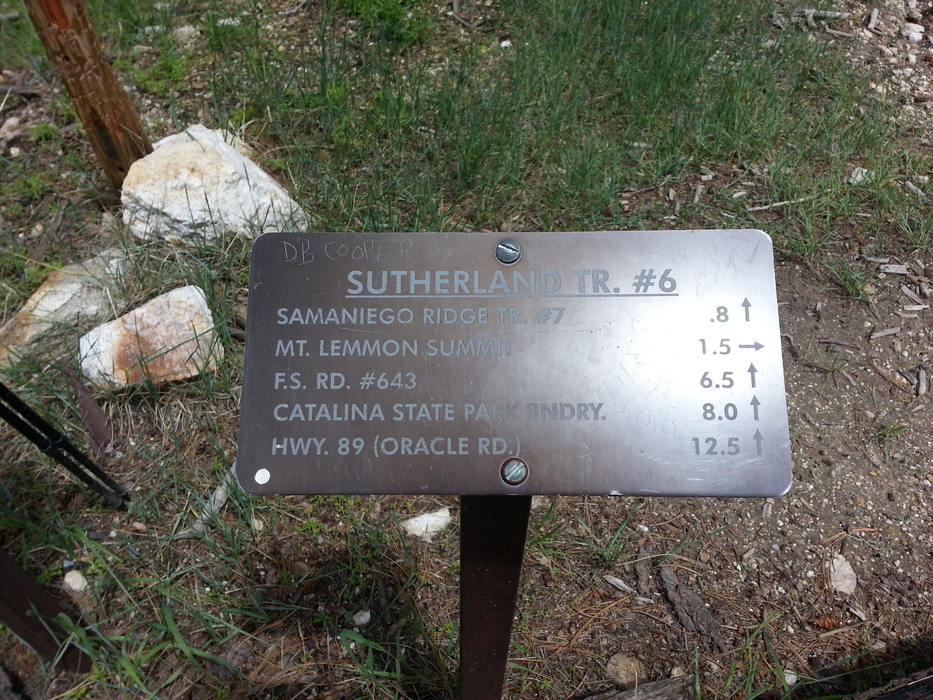 DB COOPER
SUTHERLAND TR. #6
SAMANIEGO RIDGE TR. #7 .8 ↑
MT. LEMMON SUMMIT 1.5 →
F.S. RD. #643 6.5 ↑
CATALINA STATE PARK BNDRY. 8.0 ↑
HWY. 89 (ORACLE RD.) 12.5 ↑